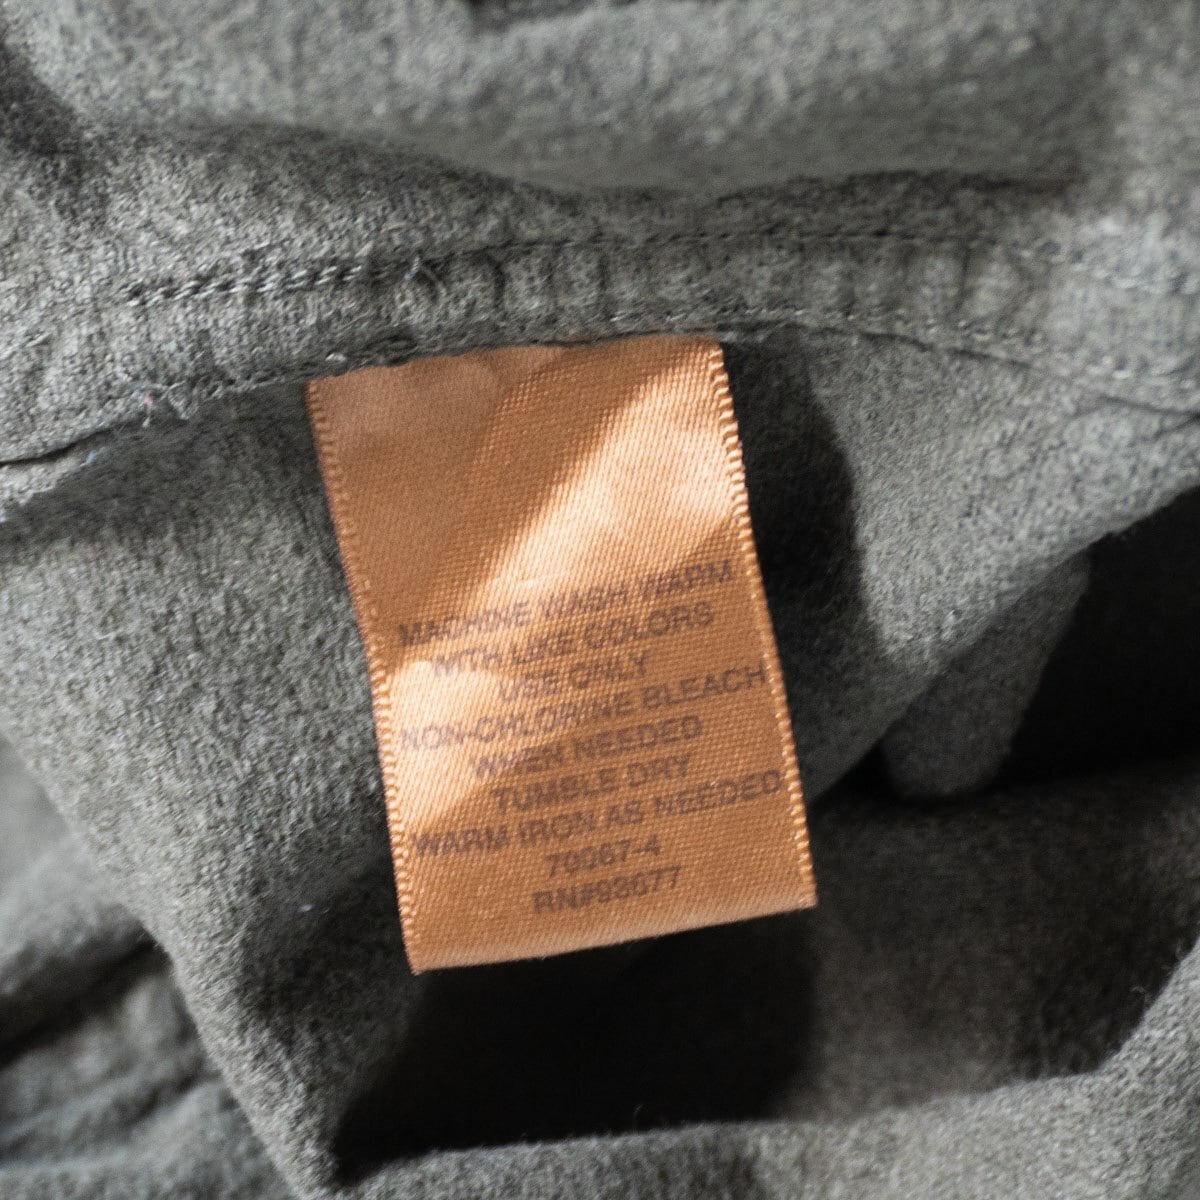 MACHINE WASH WARM
WITH LIKE COLORS
USE ONLY
NON-CHLORINE BLEACH
WHEN NEEDED
TUMBLE DRY
WARM IRON AS NEEDED
70067-4
RN#93677